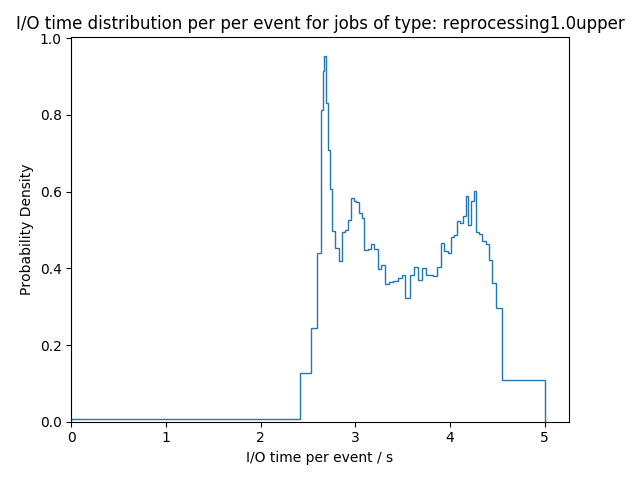 I/O time distribution per per event for jobs of type: reprocessing1.0upper
1.0
0.8
0.6
0.4
0.2
0.0
Probability Density
0 1 2 3 4 5
I/O time per event / s